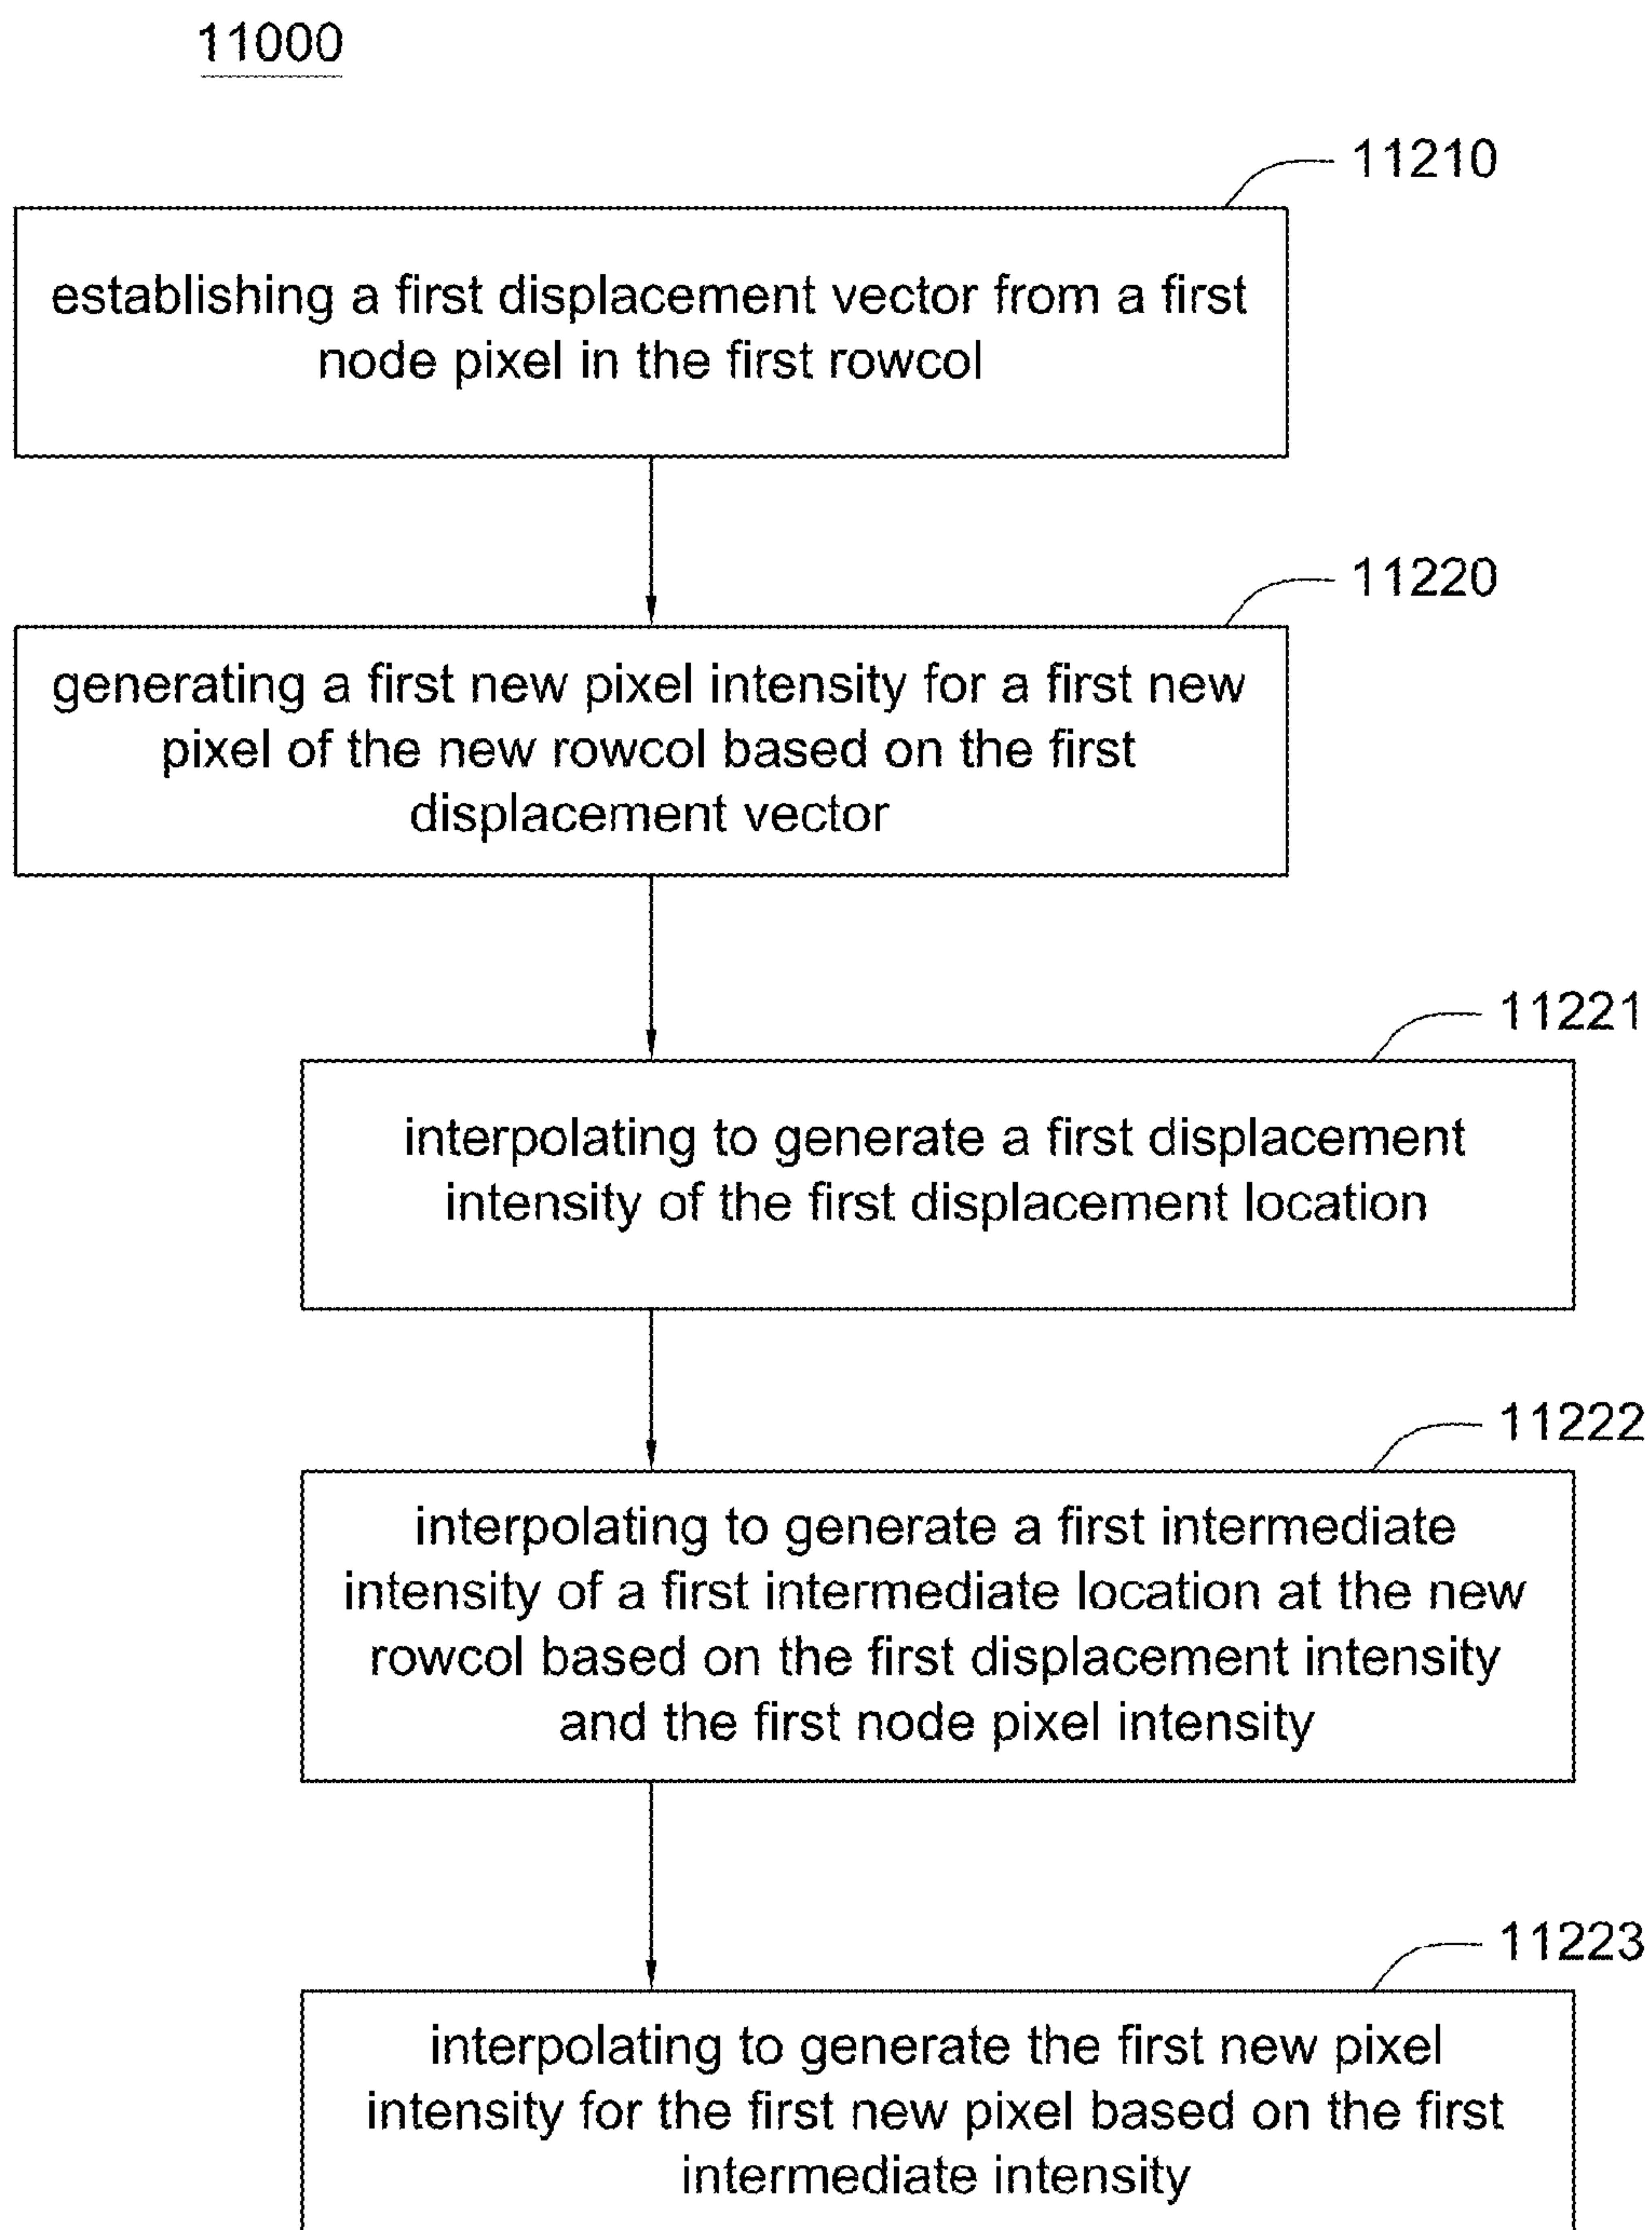 11000
11210
establishing a first displacement vector from a first
node pixel in the first rowcol
11220
generating a first new pixel intensity for a first new
pixel of the new rowcol based on the first
displacement vector
11221
interpolating to generate a first displacement
intensity of the first displacement location
11222
interpolating to generate a first intermediate
intensity of a first intermediate location at the new
rowcol based on the first displacement intensity
and the first node pixel intensity
11223
interpolating to generate the first new pixel
intensity for the first new pixel based on the first
intermediate intensity